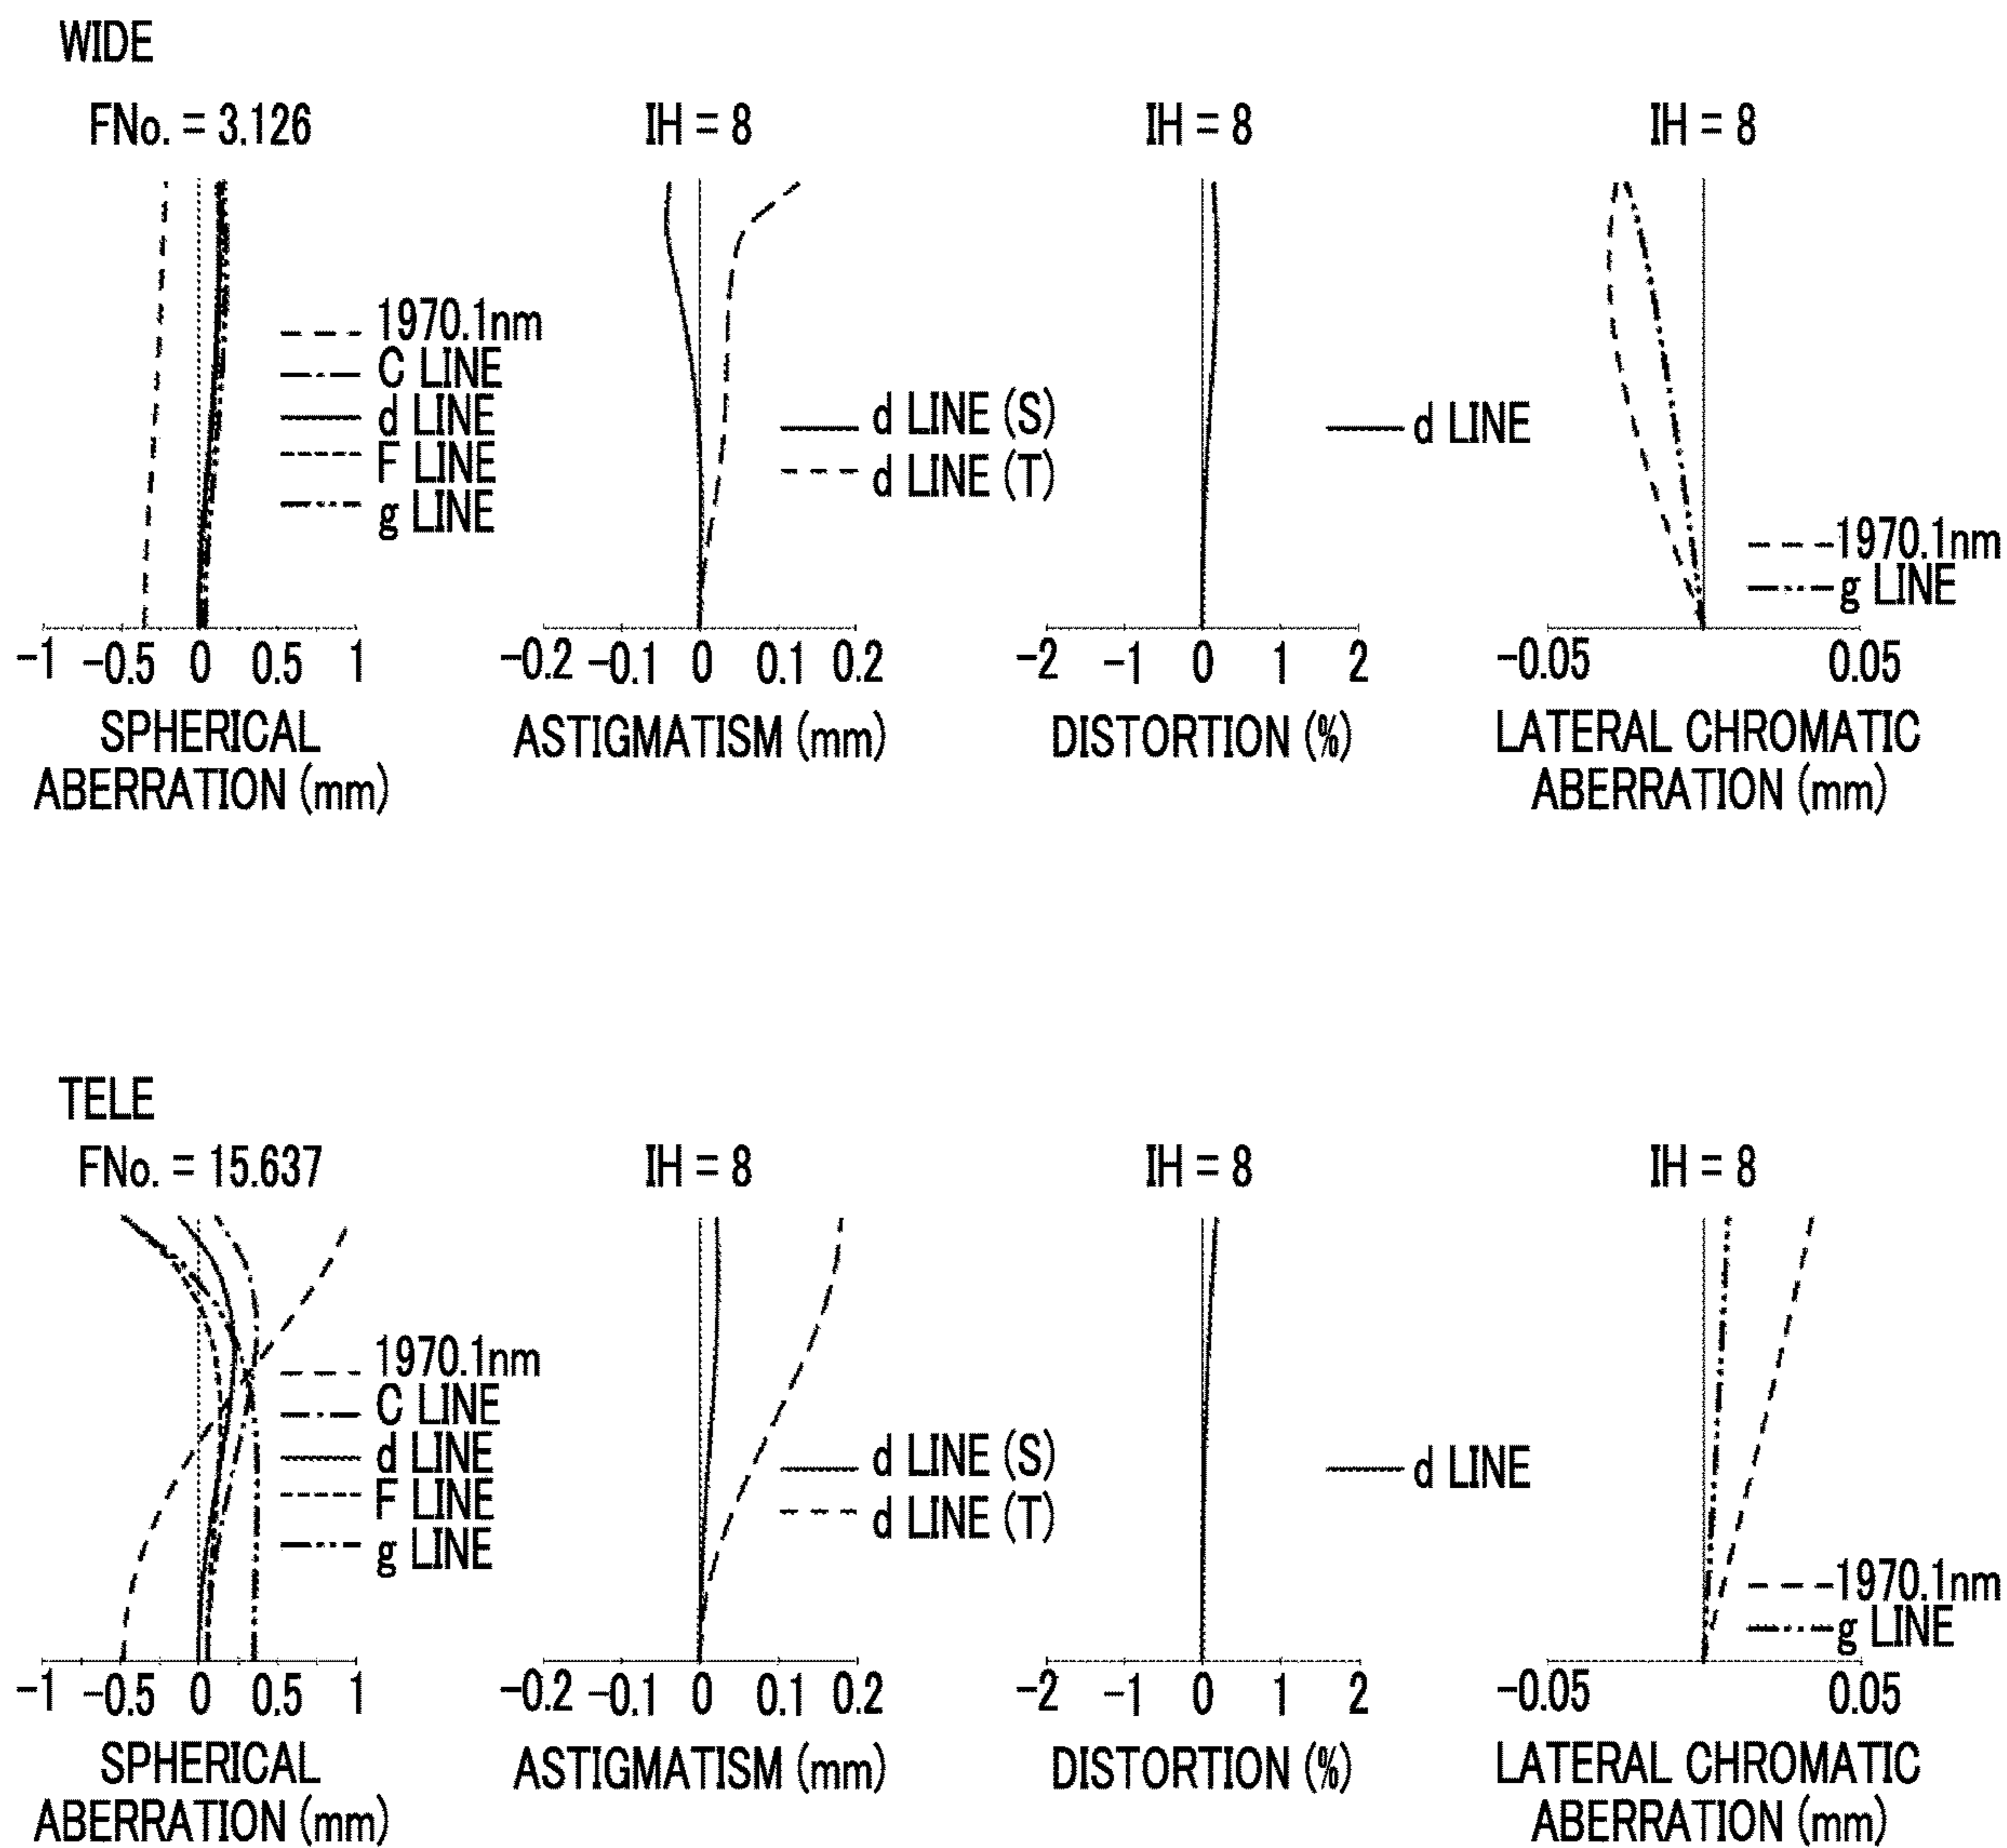 WIDE
FNo. = 3.126
IH = 8
IH = 8
IH = 8
1970.1nm
C LINE
d LINE
F LINE
g LINE
d LINE (S)
d LINE (T)
d LINE
1970.1nm
g LINE
−1 −0.5 0 0.5 1
−0.2 −0.1 0 0.1 0.2
−2 −1 0 1 2
−0.05 0.05
SPHERICAL
ABERRATION (mm)
ASTIGMATISM (mm)
DISTORTION (%)
LATERAL CHROMATIC
ABERRATION (mm)
TELE
FNo. = 15.637
IH = 8
IH = 8
IH = 8
1970.1nm
C LINE
d LINE
F LINE
g LINE
d LINE (S)
d LINE (T)
d LINE
1970.1nm
g LINE
−1 −0.5 0 0.5 1
−0.2 −0.1 0 0.1 0.2
−2 −1 0 1 2
−0.05 0.05
SPHERICAL
ABERRATION (mm)
ASTIGMATISM (mm)
DISTORTION (%)
LATERAL CHROMATIC
ABERRATION (mm)